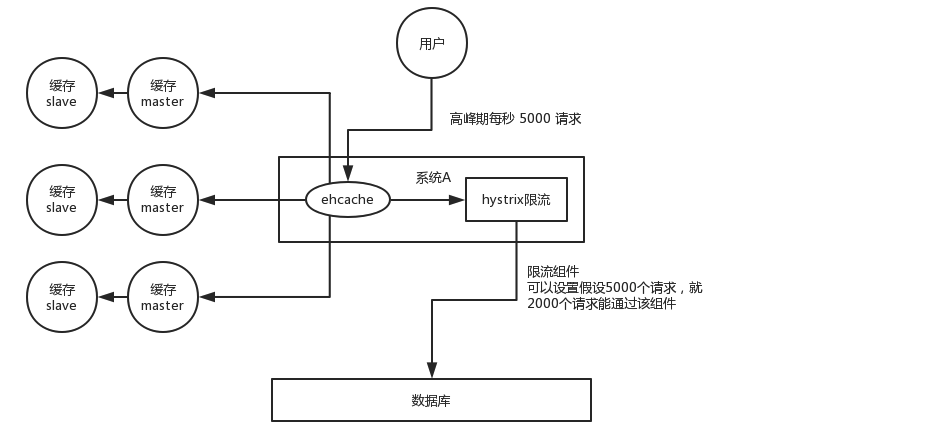 用户
高峰期每秒 5000 请求
缓存
slave
缓存
master
系统A
缓存
slave
缓存
master
ehcache
hystrix限流
缓存
slave
缓存
master
限流组件
可以设置假设5000个请求，就
2000个请求能通过该组件
数据库